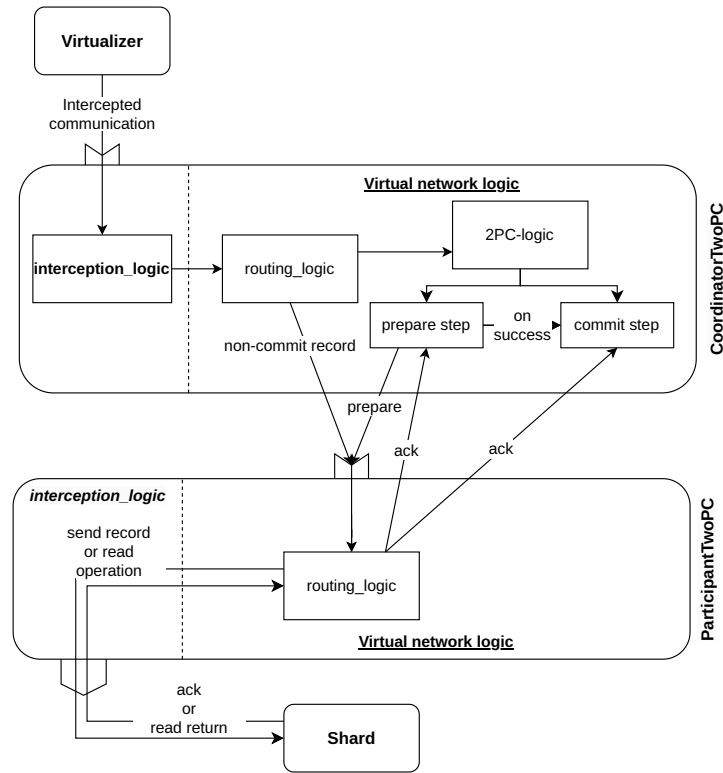 Virtualizer
Intercepted
communication
Virtual network logic
2PC-logic
interception_logic
routing_logic
prepare step
on
success
commit step
non-commit record
CoordinatorTwoPC
prepare
ack
ack
interception_logic
send record
or read
operation
routing_logic
Virtual network logic
ParticipantTwoPC
ack
or
read return
Shard